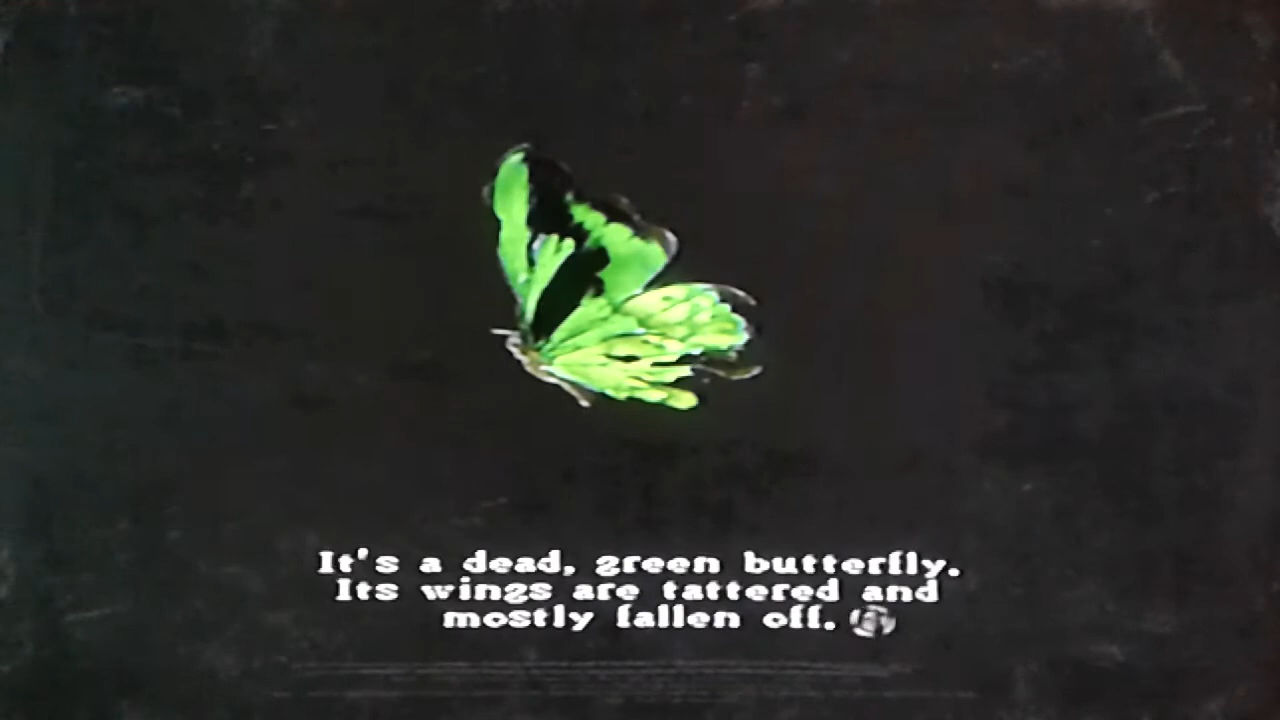 It's a dead, green butterfly.
Its wings are tattered and
mostly fallen off.